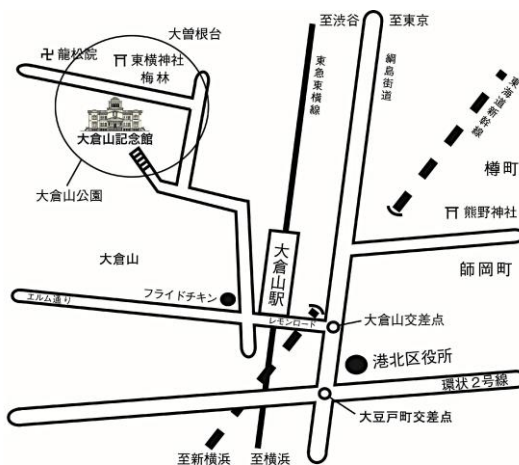 大曽根台
至渋谷
至東京
卍 龍松院
東横神社
梅林
東急東横線
綱島街道
東海道新幹線
大倉山記念館
樽町
大倉山公園
熊野神社
大倉山
大倉山駅
師岡町
フライドチキン
エルム通り
レモンロード
大倉山交差点
港北区役所
環状2号線
大豆戸町交差点
至新横浜
至横浜